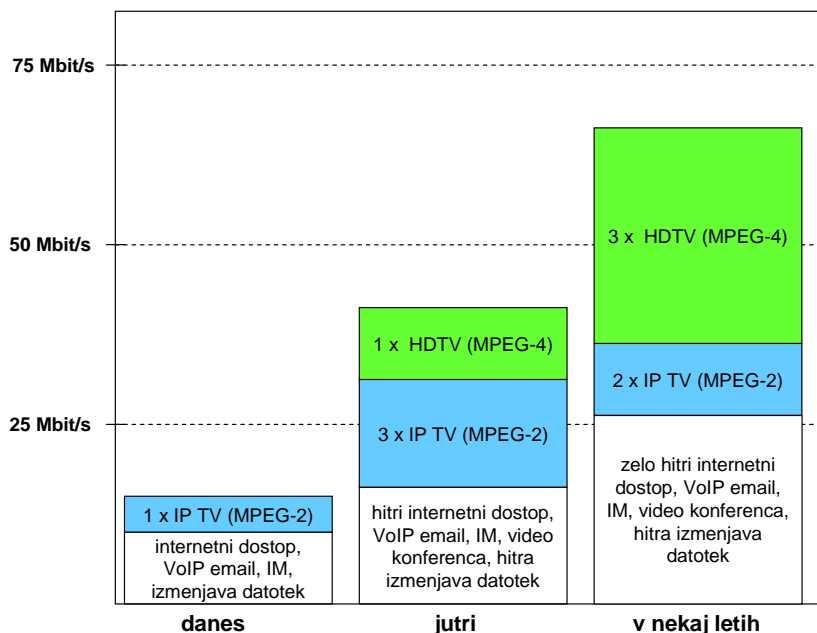 75 Mbit/s
50 Mbit/s
25 Mbit/s
1 x IP TV (MPEG-2)
internetni dostop,
VoIP email, IM,
izmenjava datotek
danes
1 x HDTV (MPEG-4)
3 x IP TV (MPEG-2)
hitri internetni dostop,
VoIP email, IM, video
konferenca, hitra
izmenjava datotek
jutri
3 x HDTV (MPEG-4)
2 x IP TV (MPEG-2)
zelo hitri internetni
dostop, VoIP email,
IM, video konferenca,
hitra izmenjava
datotek
v nekaj letih